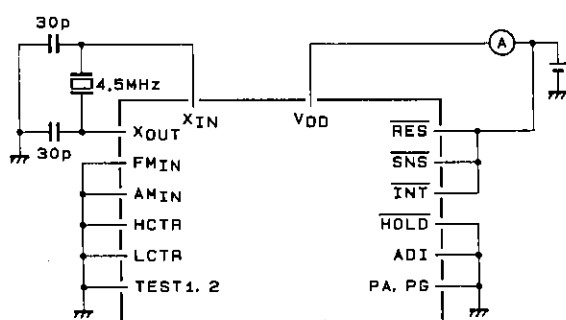 30p
A
4.5MHz
XIN
VDD
30p
XOUT
RES
FMIN
SNS
AMIN
INT
HCTR
HOLD
LCTR
ADI
TEST1, 2
PA, PG